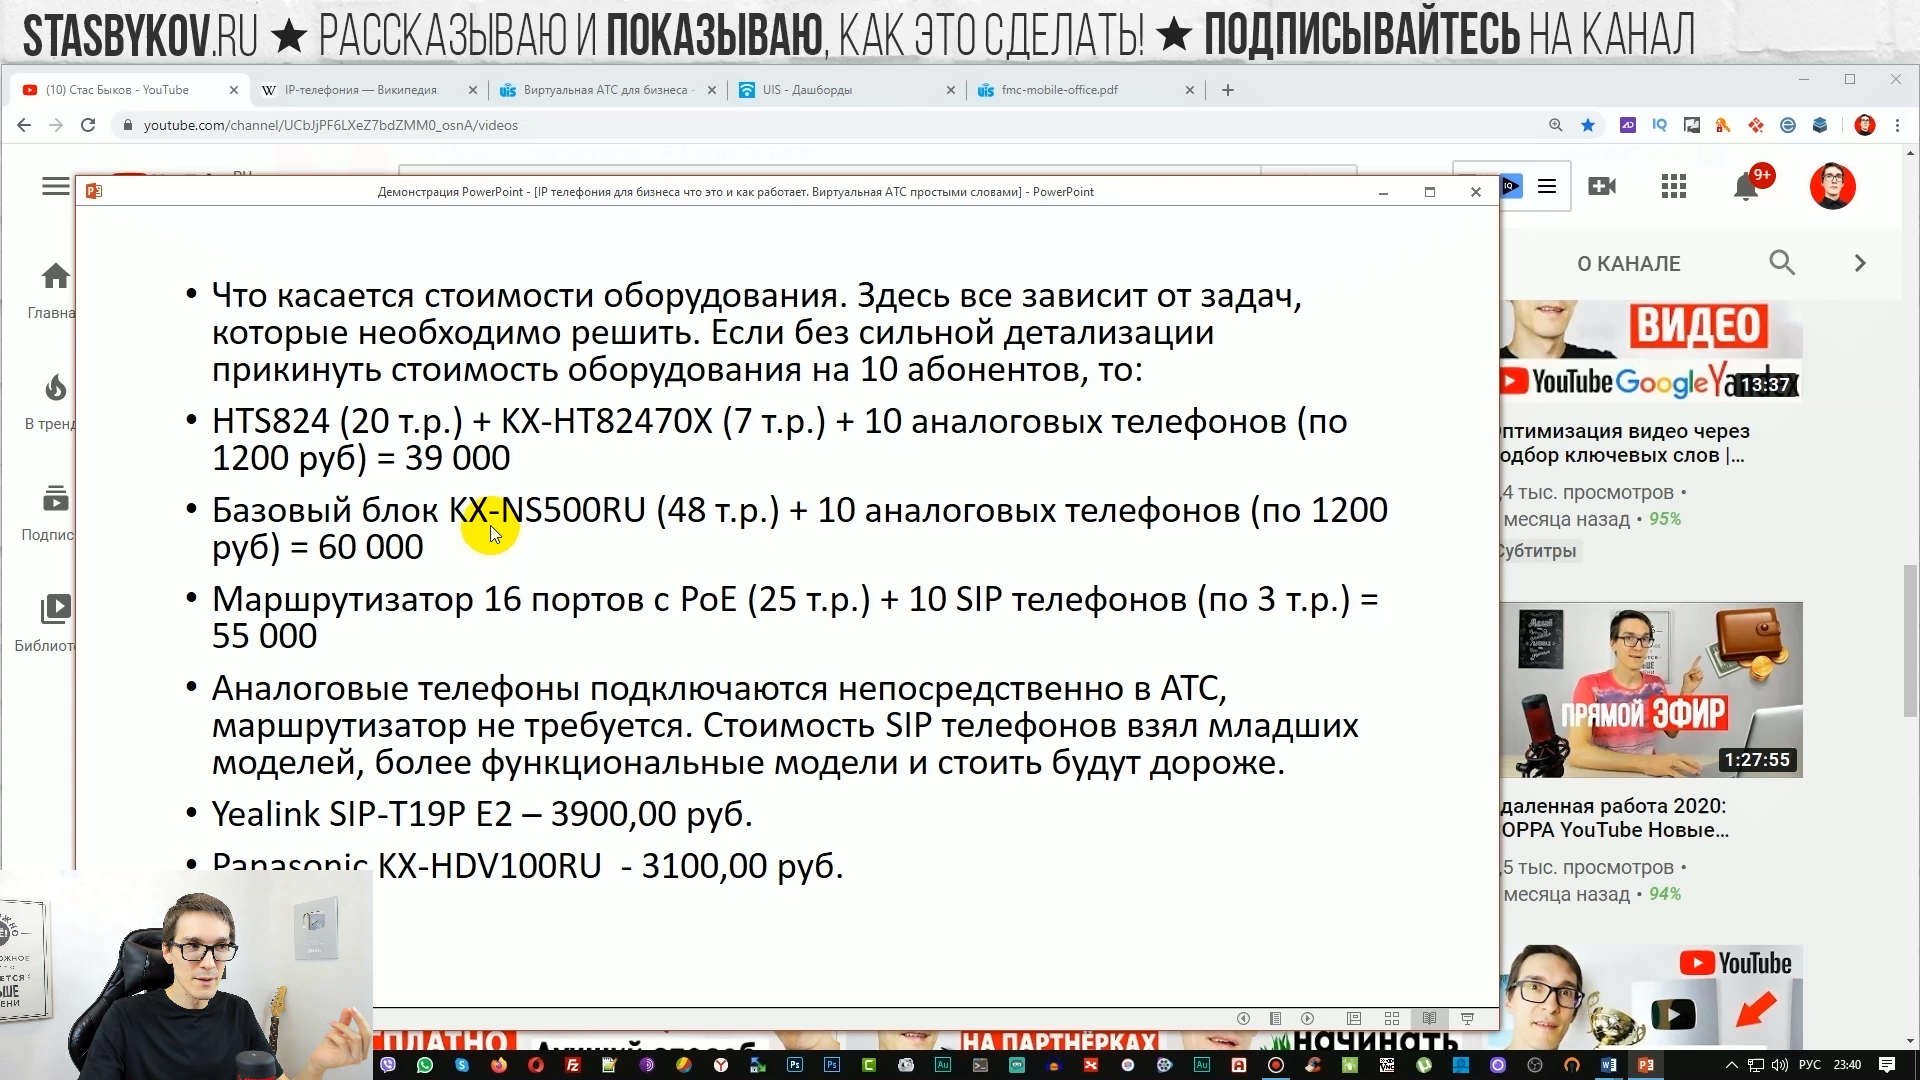 STASBYKOV.RU ★ РАССКАЗЫВАЮ И ПОКАЗЫВАЮ, КАК ЭТО СДЕЛАТЬ! ★ ПОДПИСЫВАЙТЕСЬ НА КАНАЛ
(10) Стас Быков - YouTube
IP-телефония — Википедия
Виртуальная АТС для бизнеса -
UIS - Дашборды
fmc-mobile-office.pdf
youtube.com/channel/UCbJjPF6LXeZ7bdZMM0_osnA/videos
RU
9+
Демонстрация PowerPoint - [IP телефония для бизнеса что это и как работает. Виртуальная АТС простыми словами] - PowerPoint
Главна
В тренд
Подпис
Библиот
О КАНАЛЕ
• Что касается стоимости оборудования. Здесь все зависит от задач,
которые необходимо решить. Если без сильной детализации
прикинуть стоимость оборудования на 10 абонентов, то:
• HTS824 (20 т.р.) + KX-HT82470X (7 т.р.) + 10 аналоговых телефонов (по
1200 руб) = 39 000
• Базовый блок KX-NS500RU (48 т.р.) + 10 аналоговых телефонов (по 1200
руб) = 60 000
• Маршрутизатор 16 портов с PoE (25 т.р.) + 10 SIP телефонов (по 3 т.р.) =
55 000
• Аналоговые телефоны подключаются непосредственно в АТС,
маршрутизатор не требуется. Стоимость SIP телефонов взял младших
моделей, более функциональные модели и стоить будут дороже.
• Yealink SIP-T19P E2 – 3900,00 руб.
• Panasonic KX-HDV100RU - 3100,00 руб.
ВИДЕО
YouTube Google Yandex
13:37
птимизация видео через
одбор ключевых слов |...
,4 тыс. просмотров •
месяца назад • 95%
Субтитры
ПРЯМОЙ ЭФИР
1:27:55
даленная работа 2020:
OPPA YouTube Новые...
,5 тыс. просмотров •
месяца назад • 94%
YouTube
НА ПАРТНЁРКАХ
начинать
РУС
23:40